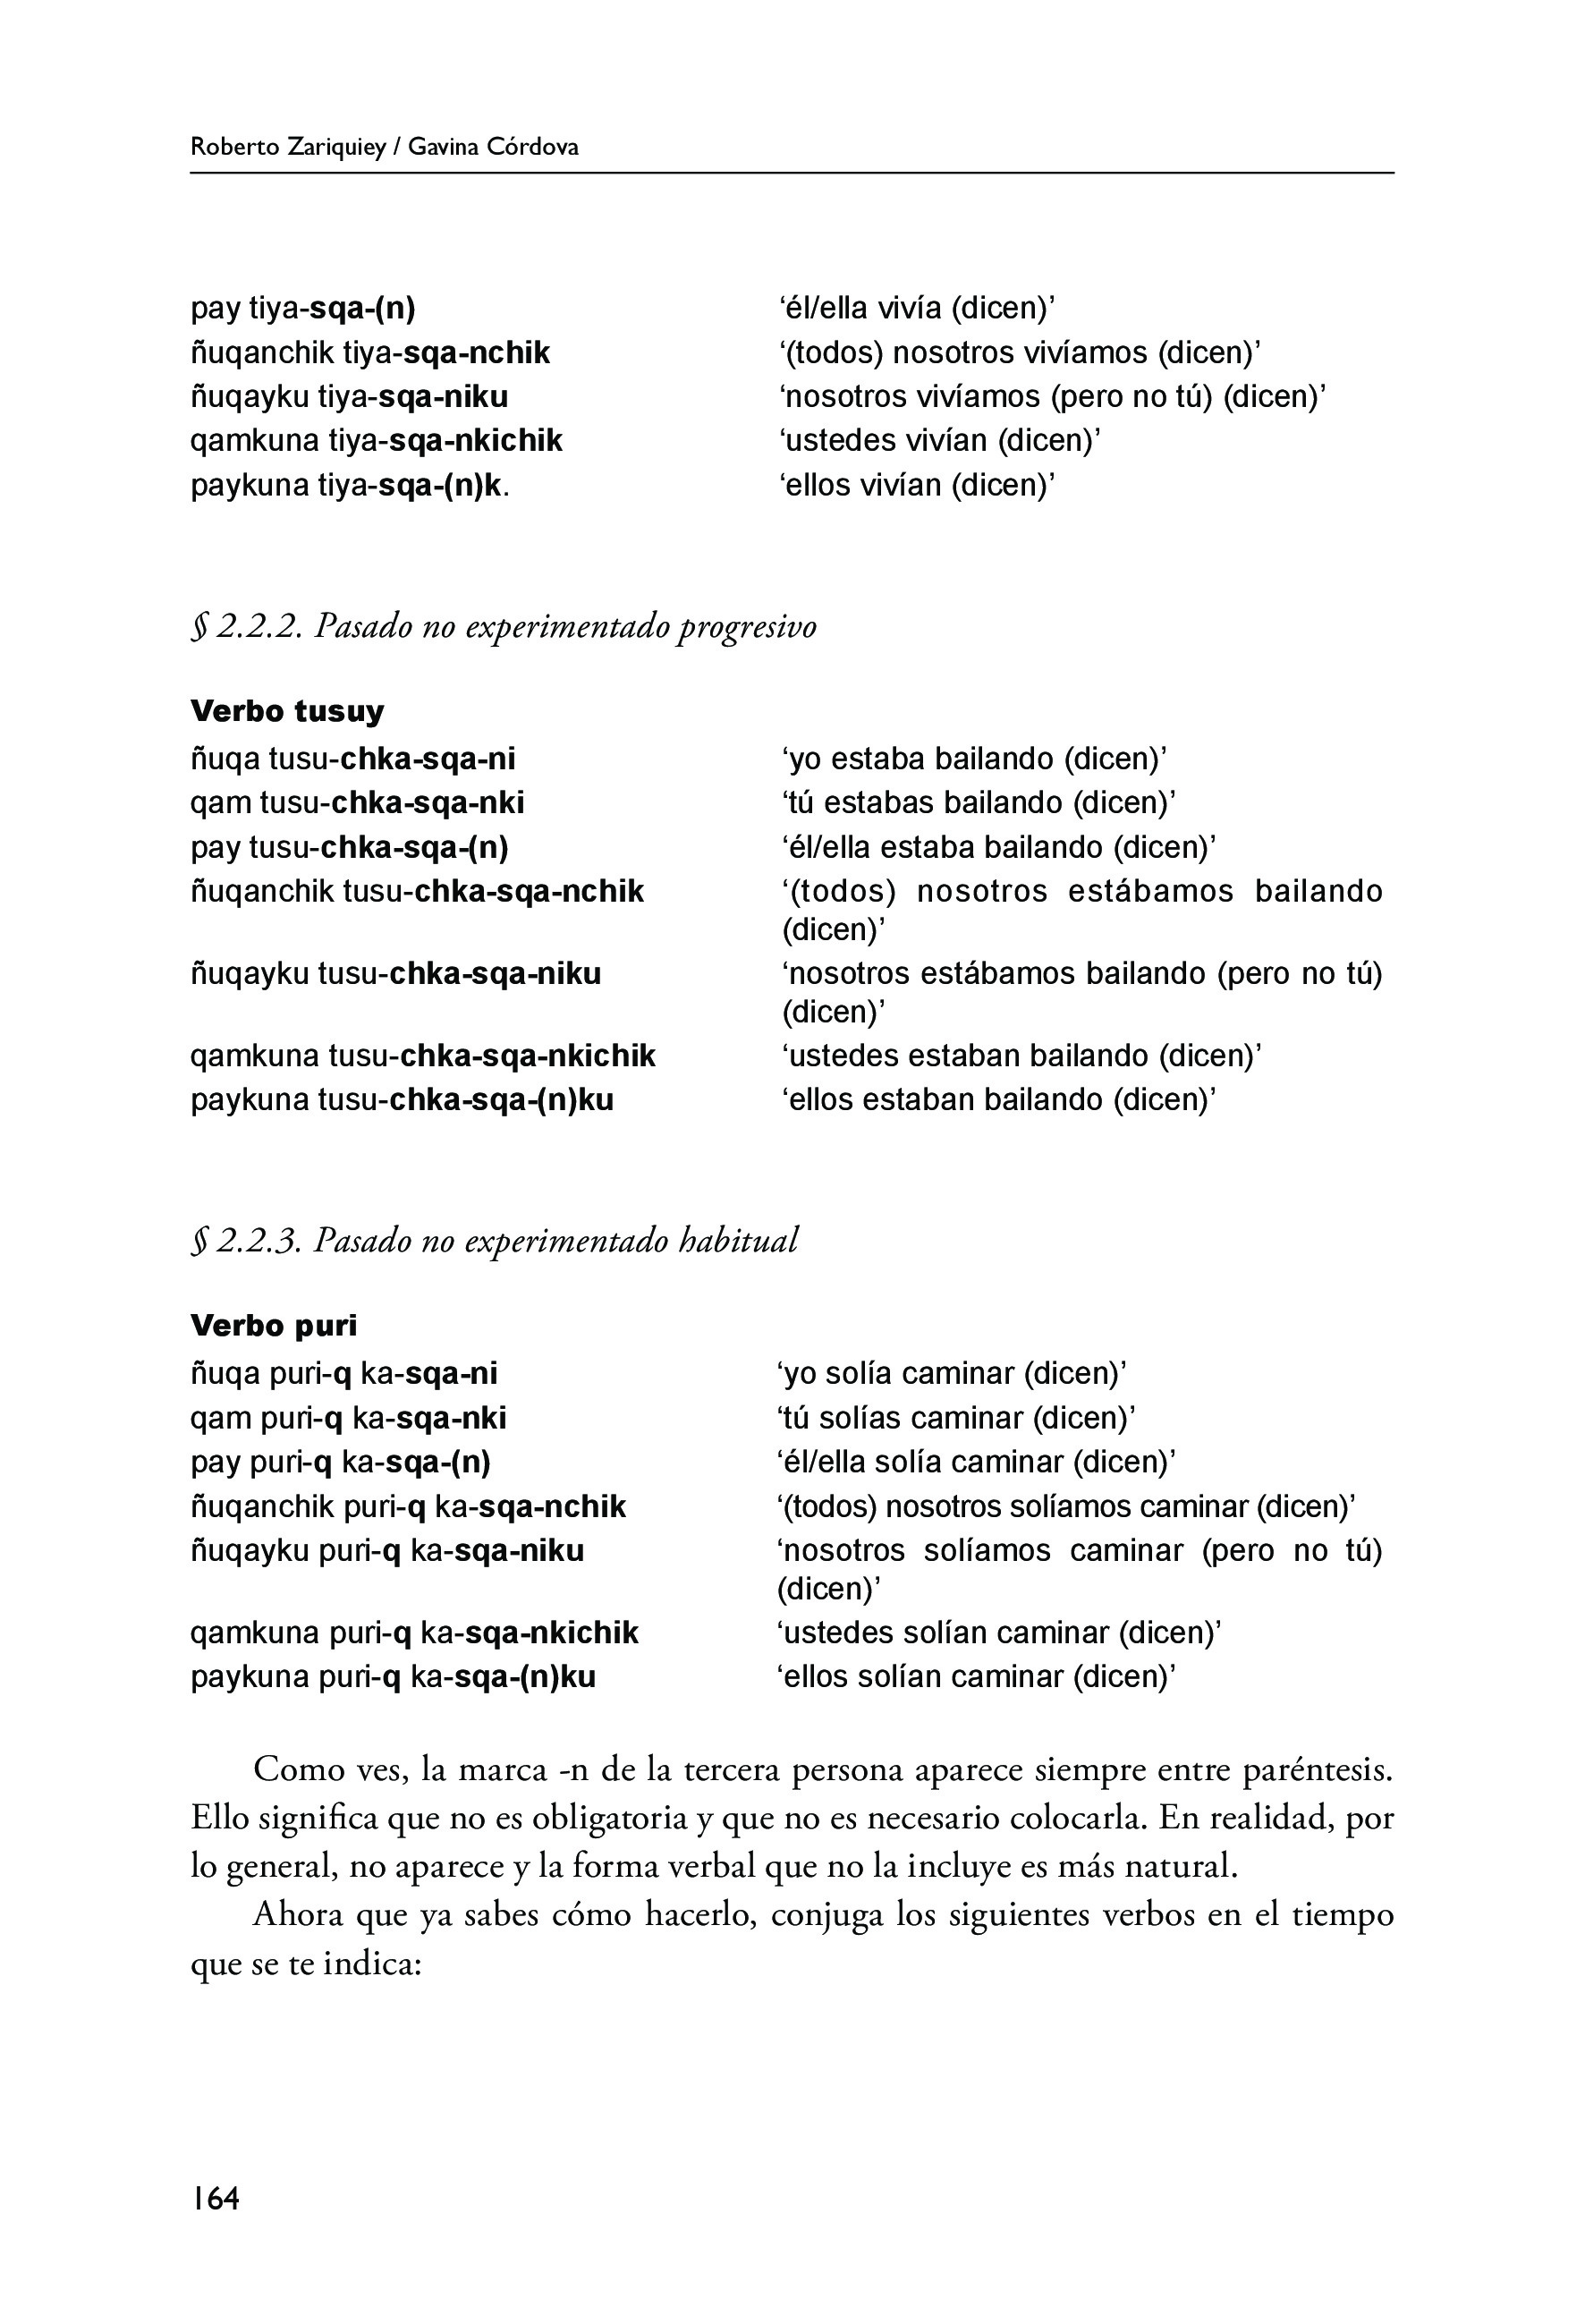 Roberto Zariquiey / Gavina Córdova
pay tiya-sqa-(n) ‘él/ella vivía (dicen)’
ñuqanchik tiya-sqa-nchik ‘(todos) nosotros vivíamos (dicen)’
ñuqayku tiya-sqa-niku ‘nosotros vivíamos (pero no tú) (dicen)’
qamkuna tiya-sqa-nkichik ‘ustedes vivían (dicen)’
paykuna tiya-sqa-(n)k. ‘ellos vivían (dicen)’
§ 2.2.2. Pasado no experimentado progresivo
Verbo tusuy
ñuqa tusu-chka-sqa-ni ‘yo estaba bailando (dicen)’
qam tusu-chka-sqa-nki ‘tú estabas bailando (dicen)’
pay tusu-chka-sqa-(n) ‘él/ella estaba bailando (dicen)’
ñuqanchik tusu-chka-sqa-nchik ‘(todos) nosotros estábamos bailando
(dicen)’
ñuqayku tusu-chka-sqa-niku ‘nosotros estábamos bailando (pero no tú)
(dicen)’
qamkuna tusu-chka-sqa-nkichik ‘ustedes estaban bailando (dicen)’
paykuna tusu-chka-sqa-(n)ku ‘ellos estaban bailando (dicen)’
§ 2.2.3. Pasado no experimentado habitual
Verbo puri
ñuqa puri-q ka-sqa-ni ‘yo solía caminar (dicen)’
qam puri-q ka-sqa-nki ‘tú solías caminar (dicen)’
pay puri-q ka-sqa-(n) ‘él/ella solía caminar (dicen)’
ñuqanchik puri-q ka-sqa-nchik ‘(todos) nosotros solíamos caminar (dicen)’
ñuqayku puri-q ka-sqa-niku ‘nosotros solíamos caminar (pero no tú)
(dicen)’
qamkuna puri-q ka-sqa-nkichik ‘ustedes solían caminar (dicen)’
paykuna puri-q ka-sqa-(n)ku ‘ellos solían caminar (dicen)’
Como ves, la marca -n de la tercera persona aparece siempre entre paréntesis.
Ello significa que no es obligatoria y que no es necesario colocarla. En realidad, por
lo general, no aparece y la forma verbal que no la incluye es más natural.
Ahora que ya sabes cómo hacerlo, conjuga los siguientes verbos en el tiempo
que se te indica:
164